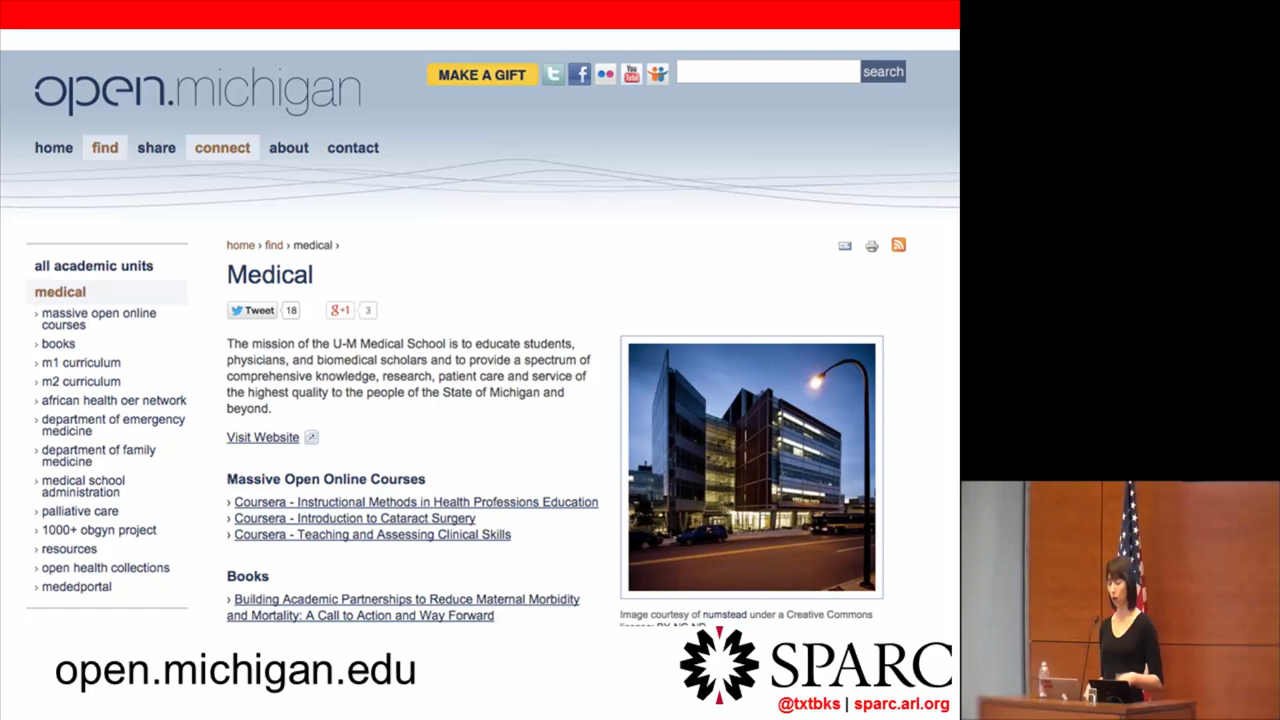 open.michigan
MAKE A GIFT
search
home find share connect about contact
all academic units
medical
› massive open online
courses
› books
› m1 curriculum
› m2 curriculum
› african health oer network
› department of emergency
medicine
› department of family
medicine
› medical school
administration
› palliative care
› 1000+ obgyn project
› resources
› open health collections
› mededportal
home › find › medical ›
Medical
Tweet 18 g+1 3
The mission of the U-M Medical School is to educate students,
physicians, and biomedical scholars and to provide a spectrum of
comprehensive knowledge, research, patient care and service of
the highest quality to the people of the State of Michigan and
beyond.
Visit Website
Massive Open Online Courses
› Coursera - Instructional Methods in Health Professions Education
› Coursera - Introduction to Cataract Surgery
› Coursera - Teaching and Assessing Clinical Skills
Books
› Building Academic Partnerships to Reduce Maternal Morbidity
and Mortality: A Call to Action and Way Forward
Image courtesy of numstead under a Creative Commons
open.michigan.edu
SPARC
@txtbks | sparc.arl.org